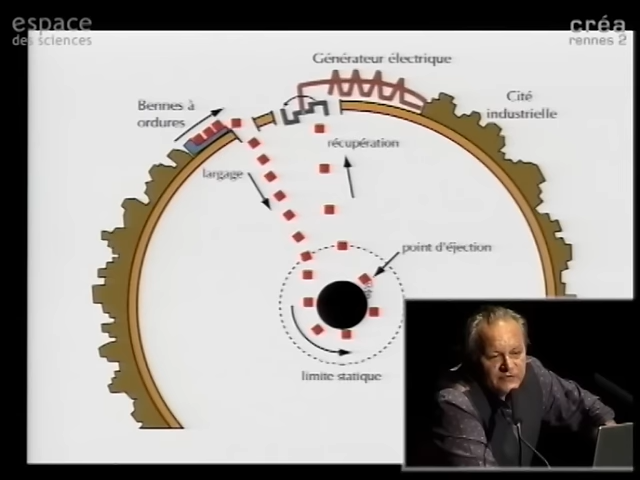 espace
des sciences
créa
rennes 2
Générateur électrique
Bennes à
ordures
Cité
industrielle
récupération
largage
point d'éjection
limite statique